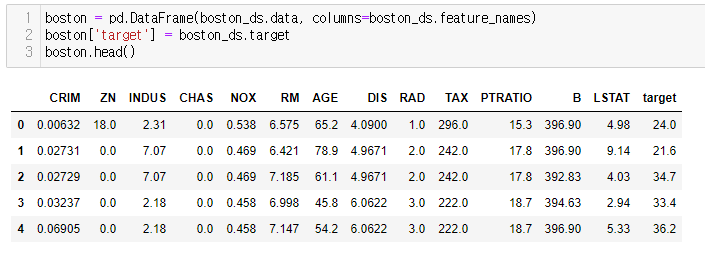 1 boston = pd.DataFrame(boston_ds.data, columns=boston_ds.feature_names)
2 boston['target'] = boston_ds.target
3 boston.head()
CRIM ZN INDUS CHAS NOX RM AGE DIS RAD TAX PTRATIO B LSTAT target
0 0.00632 18.0 2.31 0.0 0.538 6.575 65.2 4.0900 1.0 296.0 15.3 396.90 4.98 24.0
1 0.02731 0.0 7.07 0.0 0.469 6.421 78.9 4.9671 2.0 242.0 17.8 396.90 9.14 21.6
2 0.02729 0.0 7.07 0.0 0.469 7.185 61.1 4.9671 2.0 242.0 17.8 392.83 4.03 34.7
3 0.03237 0.0 2.18 0.0 0.458 6.998 45.8 6.0622 3.0 222.0 18.7 394.63 2.94 33.4
4 0.06905 0.0 2.18 0.0 0.458 7.147 54.2 6.0622 3.0 222.0 18.7 396.90 5.33 36.2